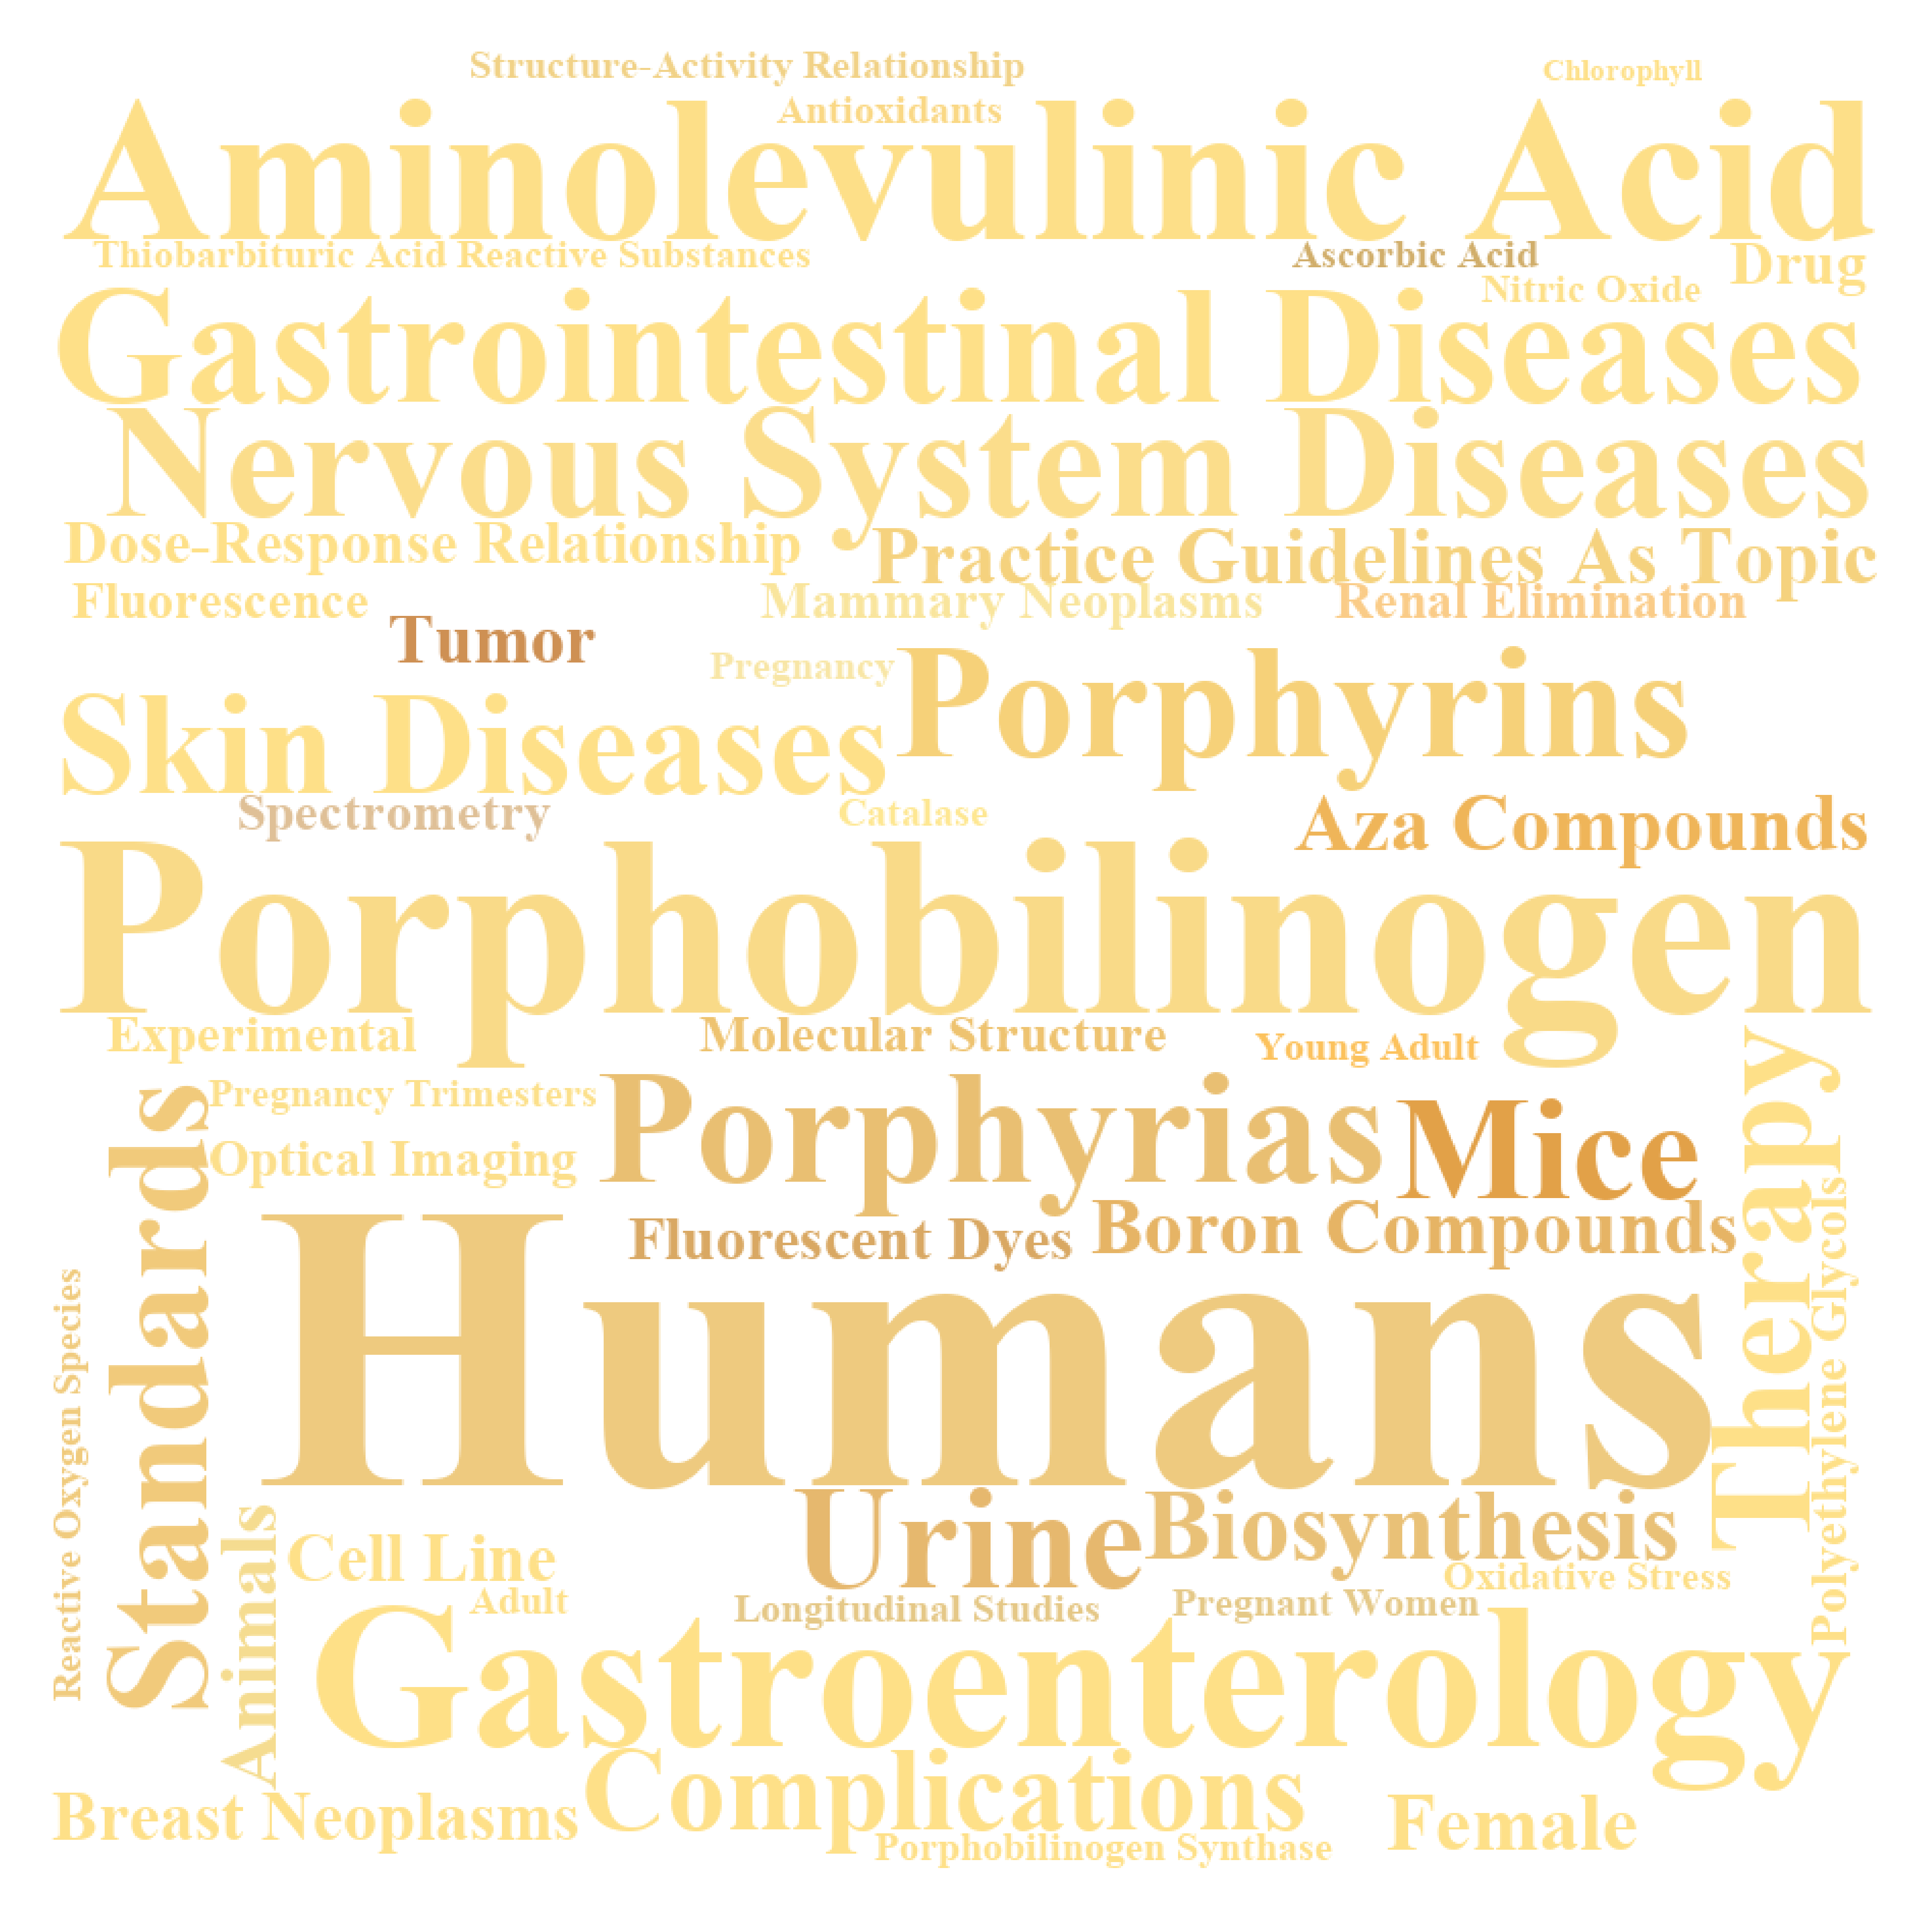 Structure-Activity Relationship
Chlorophyll
Antioxidants
Aminolevulinic Acid
Thiobarbituric Acid Reactive Substances
Ascorbic Acid
Drug
Nitric Oxide
Gastrointestinal Diseases
Nervous System Diseases
Dose-Response Relationship
Practice Guidelines As Topic
Fluorescence
Mammary Neoplasms
Renal Elimination
Tumor
Pregnancy
Porphyrins
Skin Diseases
Spectrometry
Catalase
Aza Compounds
Porphobilinogen
Experimental
Molecular Structure
Young Adult
Therapy
Pregnancy Trimesters
Standards
Porphyrias
Mice
Optical Imaging
Polyethylene Glycols
Fluorescent Dyes
Boron Compounds
Humans
Reactive Oxygen Species
Urine
Biosynthesis
Animals
Cell Line
Oxidative Stress
Adult
Longitudinal Studies
Pregnant Women
Gastroenterology
Complications
Breast Neoplasms
Female
Porphobilinogen Synthase